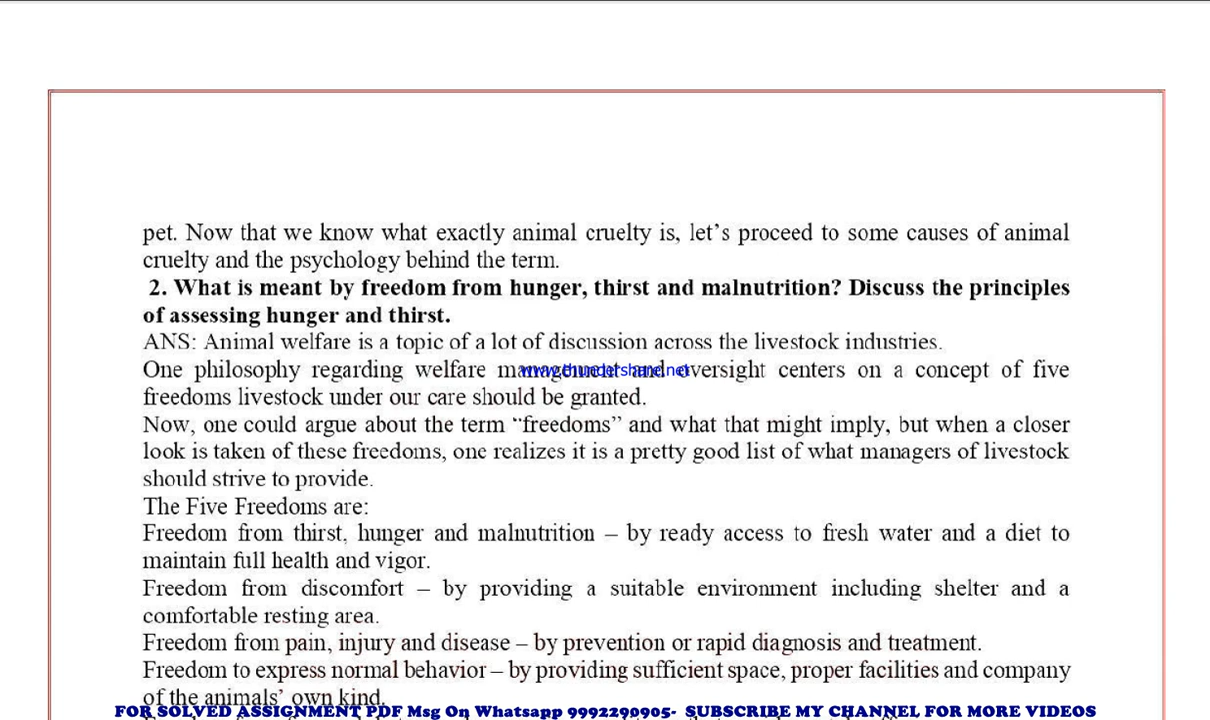 pet. Now that we know what exactly animal cruelty is, let’s proceed to some causes of animal
cruelty and the psychology behind the term.
2. What is meant by freedom from hunger, thirst and malnutrition? Discuss the principles
of assessing hunger and thirst.
ANS: Animal welfare is a topic of a lot of discussion across the livestock industries.
One philosophy regarding welfare management and oversight centers on a concept of five
www.thundershare.net
freedoms livestock under our care should be granted.
Now, one could argue about the term “freedoms” and what that might imply, but when a closer
look is taken of these freedoms, one realizes it is a pretty good list of what managers of livestock
should strive to provide.
The Five Freedoms are:
Freedom from thirst, hunger and malnutrition – by ready access to fresh water and a diet to
maintain full health and vigor.
Freedom from discomfort – by providing a suitable environment including shelter and a
comfortable resting area.
Freedom from pain, injury and disease – by prevention or rapid diagnosis and treatment.
Freedom to express normal behavior – by providing sufficient space, proper facilities and company
of the animals’ own kind.
FOR SOLVED ASSIGNMENT PDF Msg On Whatsapp 9992290905- SUBSCRIBE MY CHANNEL FOR MORE VIDEOS